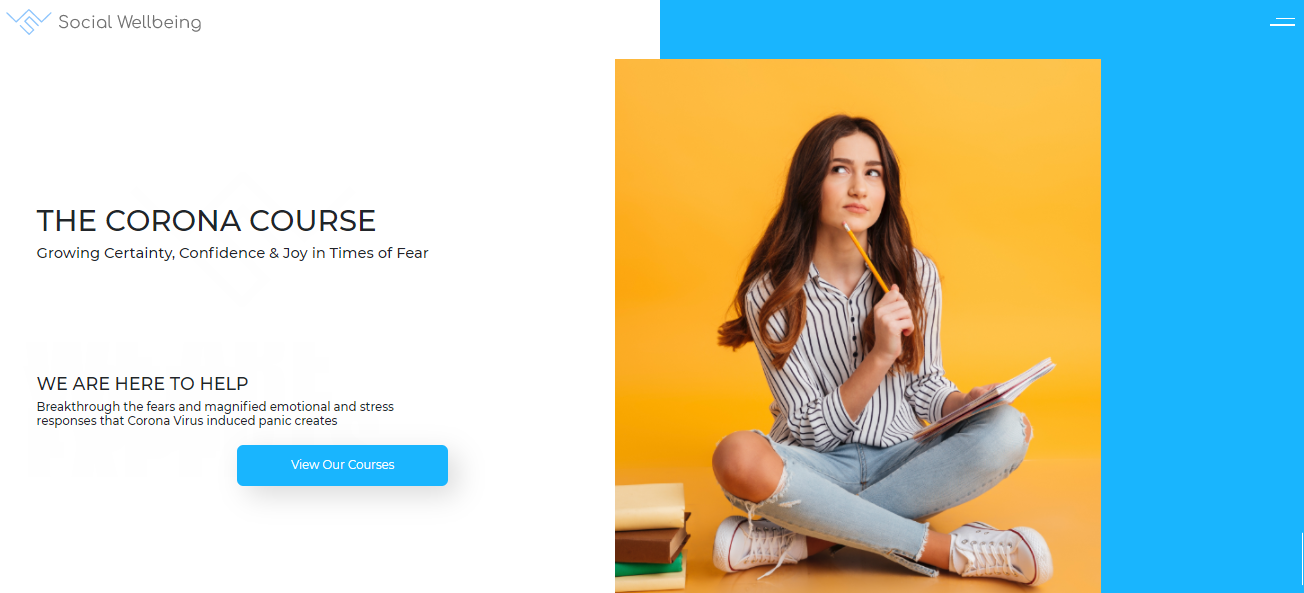 Social Wellbeing
THE CORONA COURSE
Growing Certainty, Confidence & Joy in Times of Fear
WE ARE HERE TO HELP
Breakthrough the fears and magnified emotional and stress
responses that Corona Virus induced panic creates
View Our Courses